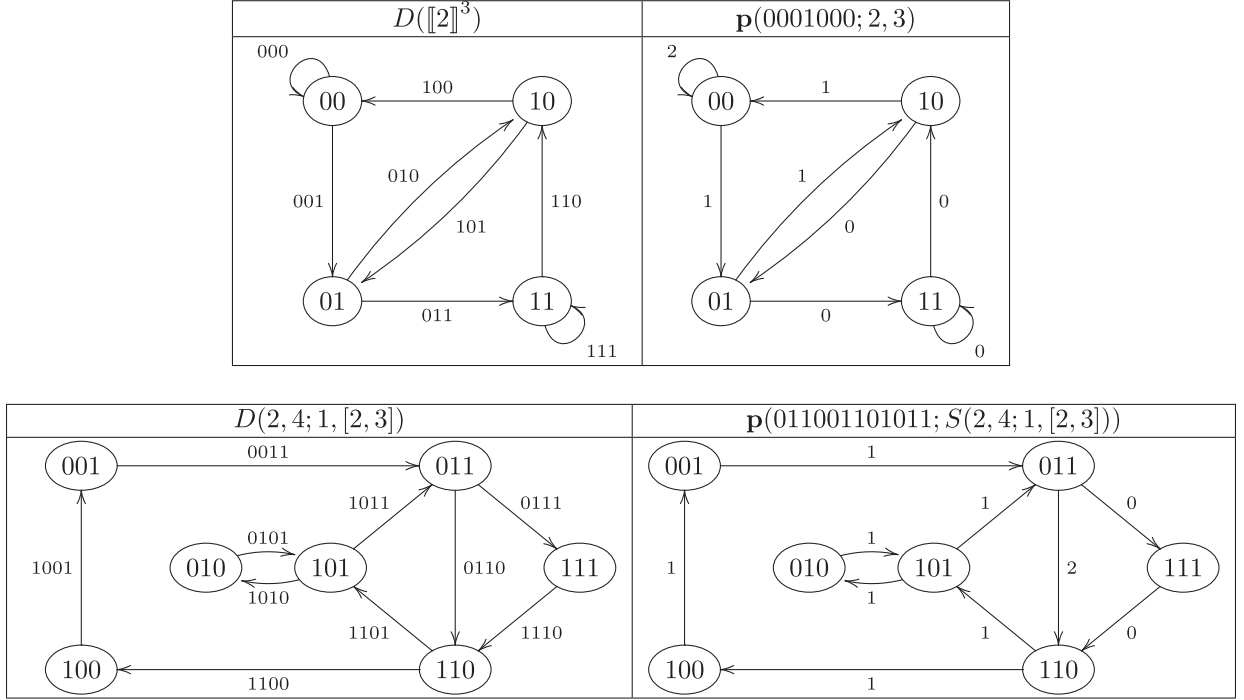 D(⟦2⟧³) p(0001000; 2, 3)
000 2
00 100 10 00 1 10
001 010 101 110 1 1 0 0
01 011 11 01 0 11
111 0
D(2, 4; 1, [2, 3]) p(011001101011; S(2, 4; 1, [2, 3]))
001 0011 011 001 1 011
1011 0111 1 0
0101 1
1001 010 101 0110 111 1 010 101 2 111
1010 1
1101 1110 1 0
100 1100 110 100 1 110